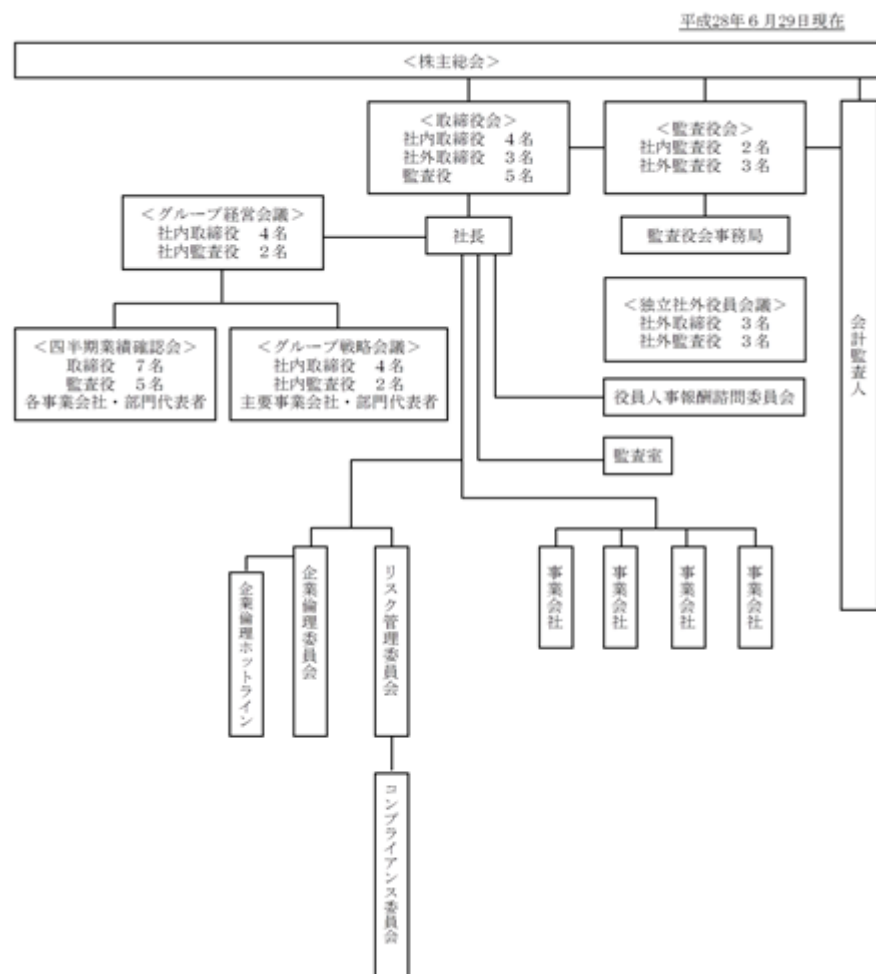 平成28年6月29日現在
＜株主総会＞
＜取締役会＞
社内取締役　4名
社外取締役　3名
監査役　　　5名
＜監査役会＞
社内監査役　2名
社外監査役　3名
＜グループ経営会議＞
社内取締役　4名
社内監査役　2名
社長
監査役会事務局
＜独立社外役員会議＞
社外取締役　3名
社外監査役　3名
会計監査人
＜四半期業績確認会＞
取締役　7名
監査役　5名
各事業会社・部門代表者
＜グループ戦略会議＞
社内取締役　4名
社内監査役　2名
主要事業会社・部門代表者
役員人事報酬諮問委員会
監査室
企業倫理ホットライン
企業倫理委員会
リスク管理委員会
事業会社
事業会社
事業会社
事業会社
コンプライアンス委員会